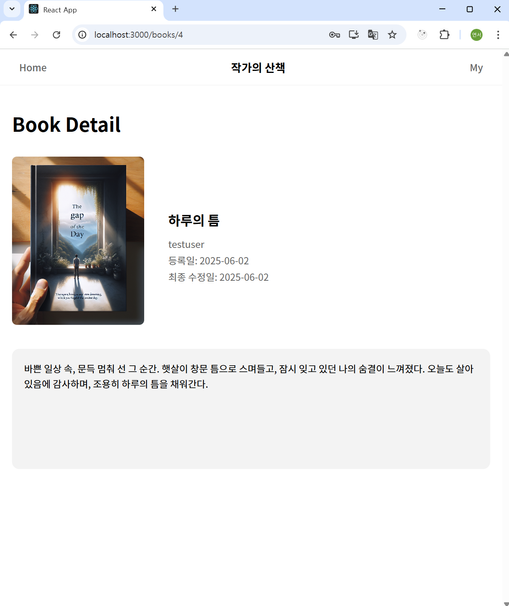 React App
localhost:3000/books/4
연서
Home
작가의 산책
My
Book Detail
The
gap
of the
Day
하루의 틈
testuser
등록일: 2025-06-02
최종 수정일: 2025-06-02
바쁜 일상 속, 문득 멈춰 선 그 순간. 햇살이 창문 틈으로 스며들고, 잠시 잊고 있던 나의 숨결이 느껴졌다. 오늘도 살아
있음에 감사하며, 조용히 하루의 틈을 채워간다.